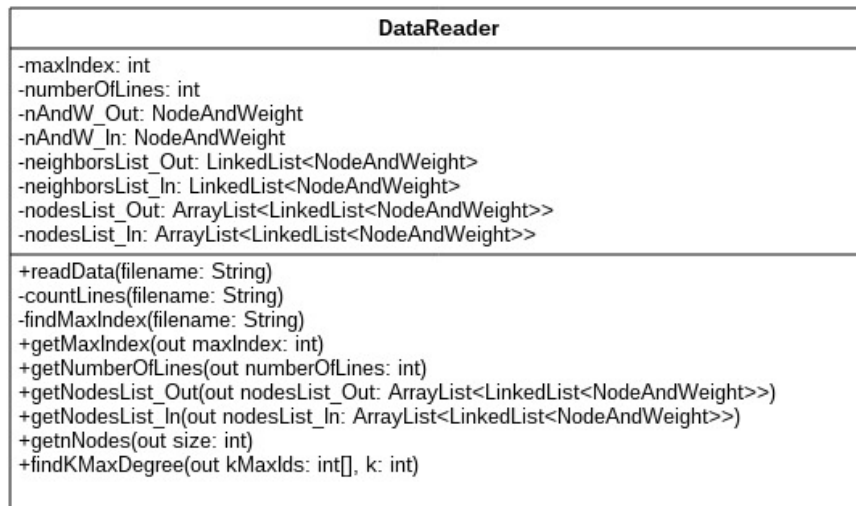 DataReader
-maxIndex: int
-numberOfLines: int
-nAndW_Out: NodeAndWeight
-nAndW_In: NodeAndWeight
-neighborsList_Out: LinkedList<NodeAndWeight>
-neighborsList_In: LinkedList<NodeAndWeight>
-nodesList_Out: ArrayList<LinkedList<NodeAndWeight>>
-nodesList_In: ArrayList<LinkedList<NodeAndWeight>>
+readData(filename: String)
-countLines(filename: String)
-findMaxIndex(filename: String)
+getMaxIndex(out maxIndex: int)
+getNumberOfLines(out numberOfLines: int)
+getNodesList_Out(out nodesList_Out: ArrayList<LinkedList<NodeAndWeight>>)
+getNodesList_In(out nodesList_In: ArrayList<LinkedList<NodeAndWeight>>)
+getnNodes(out size: int)
+findKMaxDegree(out kMaxIds: int[], k: int)